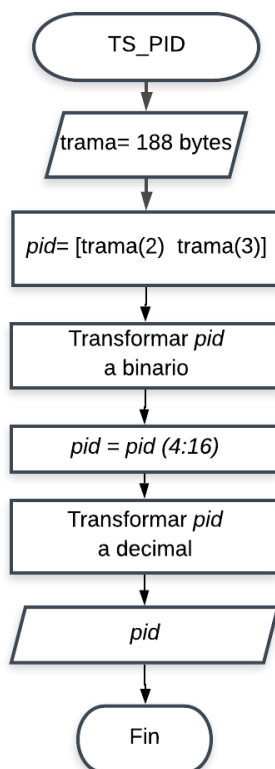 TS_PID
trama= 188 bytes
pid= [trama(2) trama(3)]
Transformar pid
a binario
pid = pid (4:16)
Transformar pid
a decimal
pid
Fin